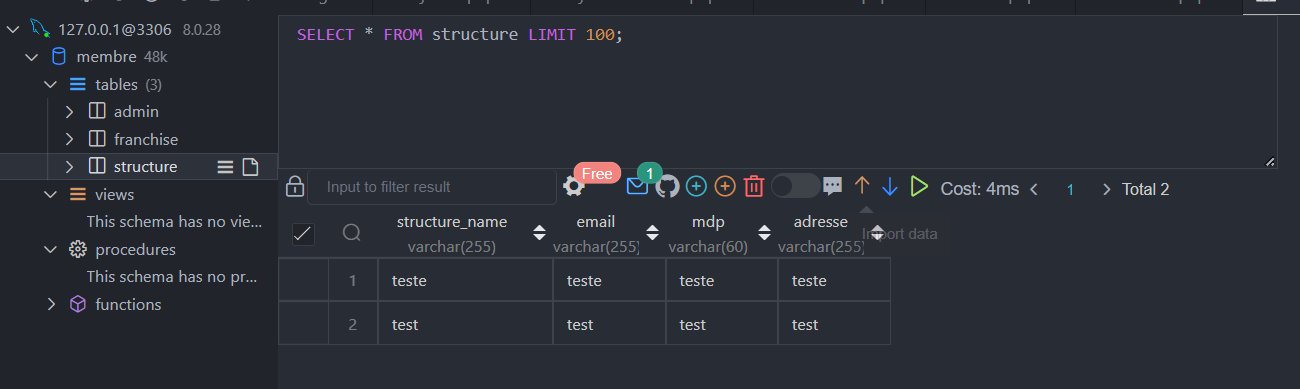 127.0.0.1@3306 8.0.28
membre 48k
tables (3)
admin
franchise
structure
views
This schema has no vie...
procedures
This schema has no pr...
functions
SELECT * FROM structure LIMIT 100;
Input to filter result
Free
1
Cost: 4ms
1
Total 2
Import data
structure_name email mdp adresse
varchar(255) varchar(255) varchar(60) varchar(255)
1 teste teste teste teste
2 test test test test